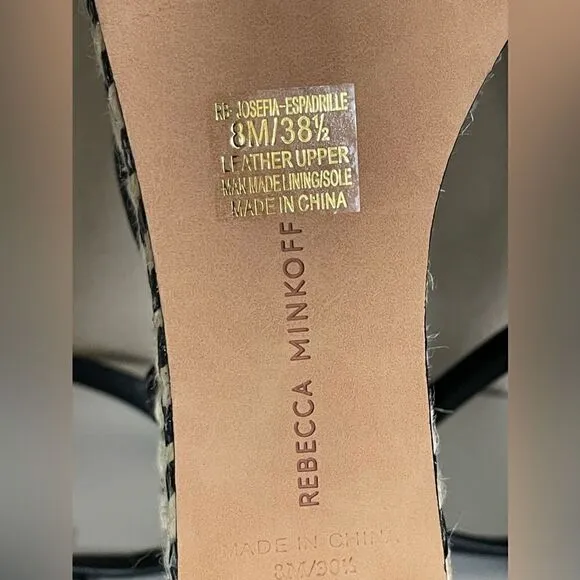 RB-JOSEFIA-ESPADRILLE
8M/38½
LEATHER UPPER
MAN MADE LINING/SOLE
MADE IN CHINA
REBECCA MINKOFF
MADE IN CHINA
8M/38½